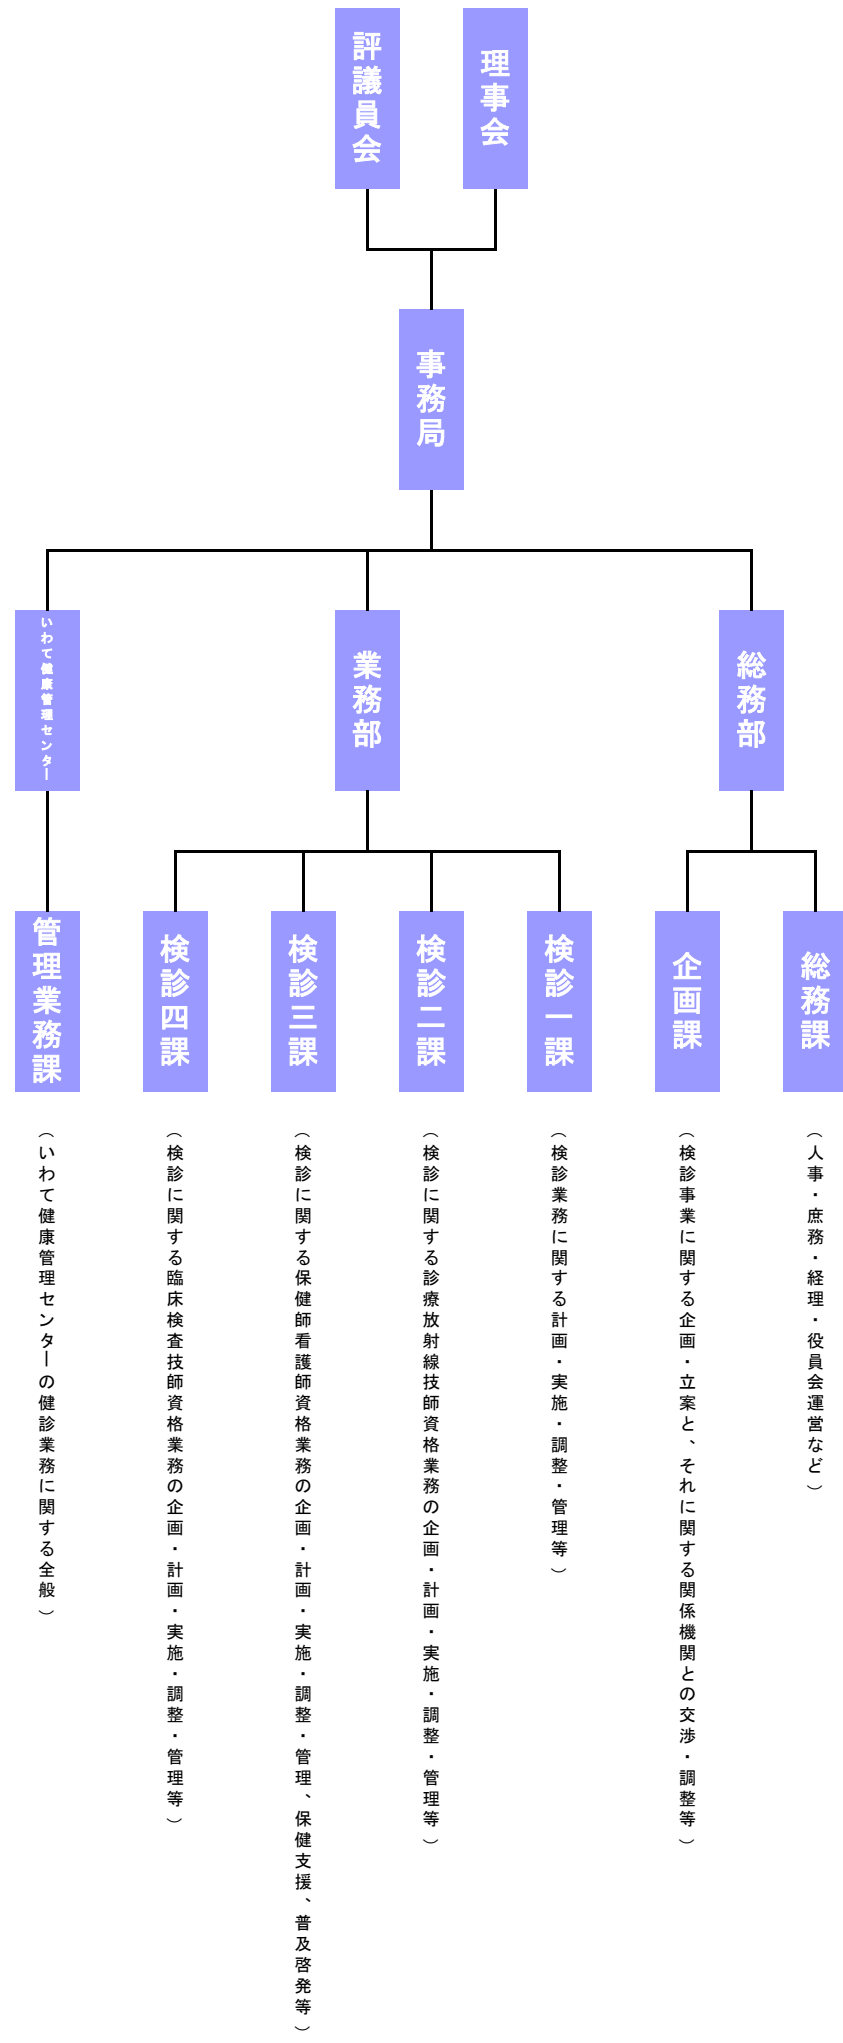 理事会
評議員会
事務局
総務部
業務部
いわて健康管理センター
総務課
企画課
検診一課
検診二課
検診三課
検診四課
管理業務課
（人事・庶務・経理・役員会運営など）
（検診事業に関する企画・立案と、それに関する関係機関との交渉・調整等）
（検診業務に関する計画・実施・調整・管理等）
（検診に関する診療放射線技師資格業務の企画・計画・実施・調整・管理等）
（検診に関する保健師看護師資格業務の企画・計画・実施・調整・管理、保健支援、普及啓発等）
（検診に関する臨床検査技師資格業務の企画・計画・実施・調整・管理等）
（いわて健康管理センターの健診業務に関する全般）